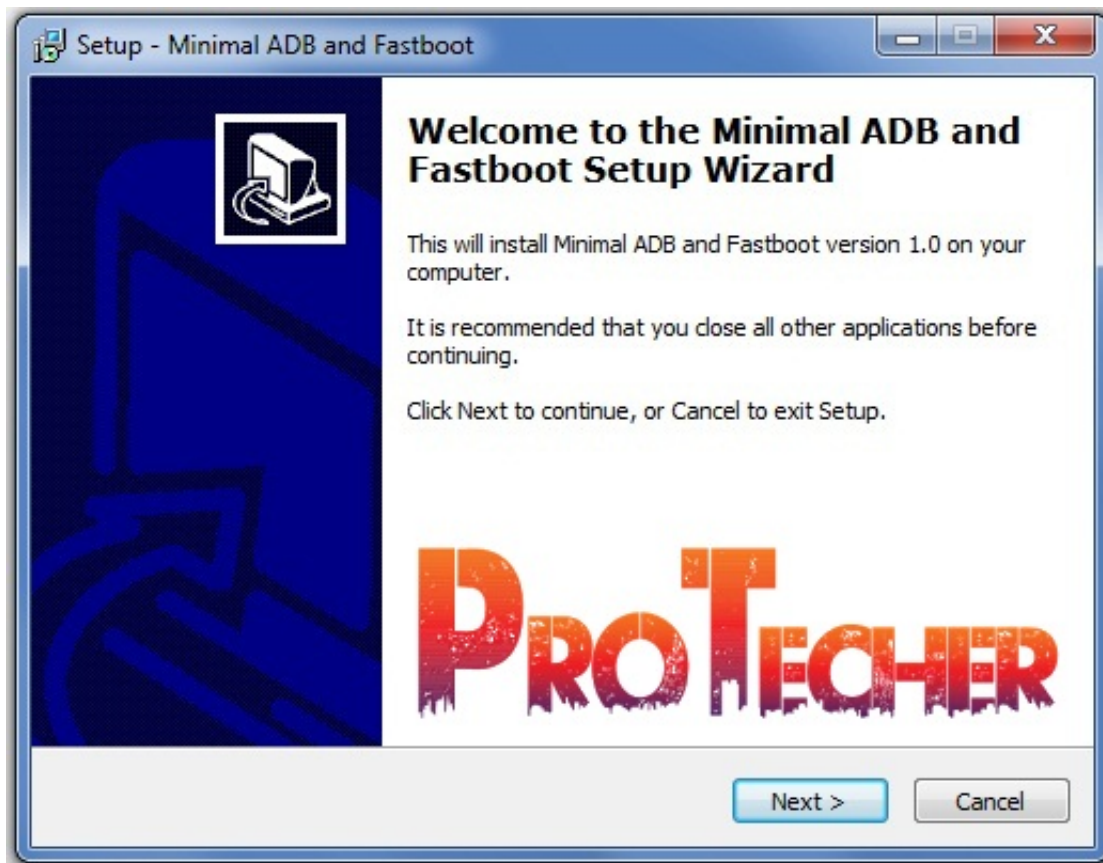 Setup - Minimal ADB and Fastboot
Welcome to the Minimal ADB and
Fastboot Setup Wizard
This will install Minimal ADB and Fastboot version 1.0 on your
computer.
It is recommended that you close all other applications before
continuing.
Click Next to continue, or Cancel to exit Setup.
PROTECHER
Next >
Cancel